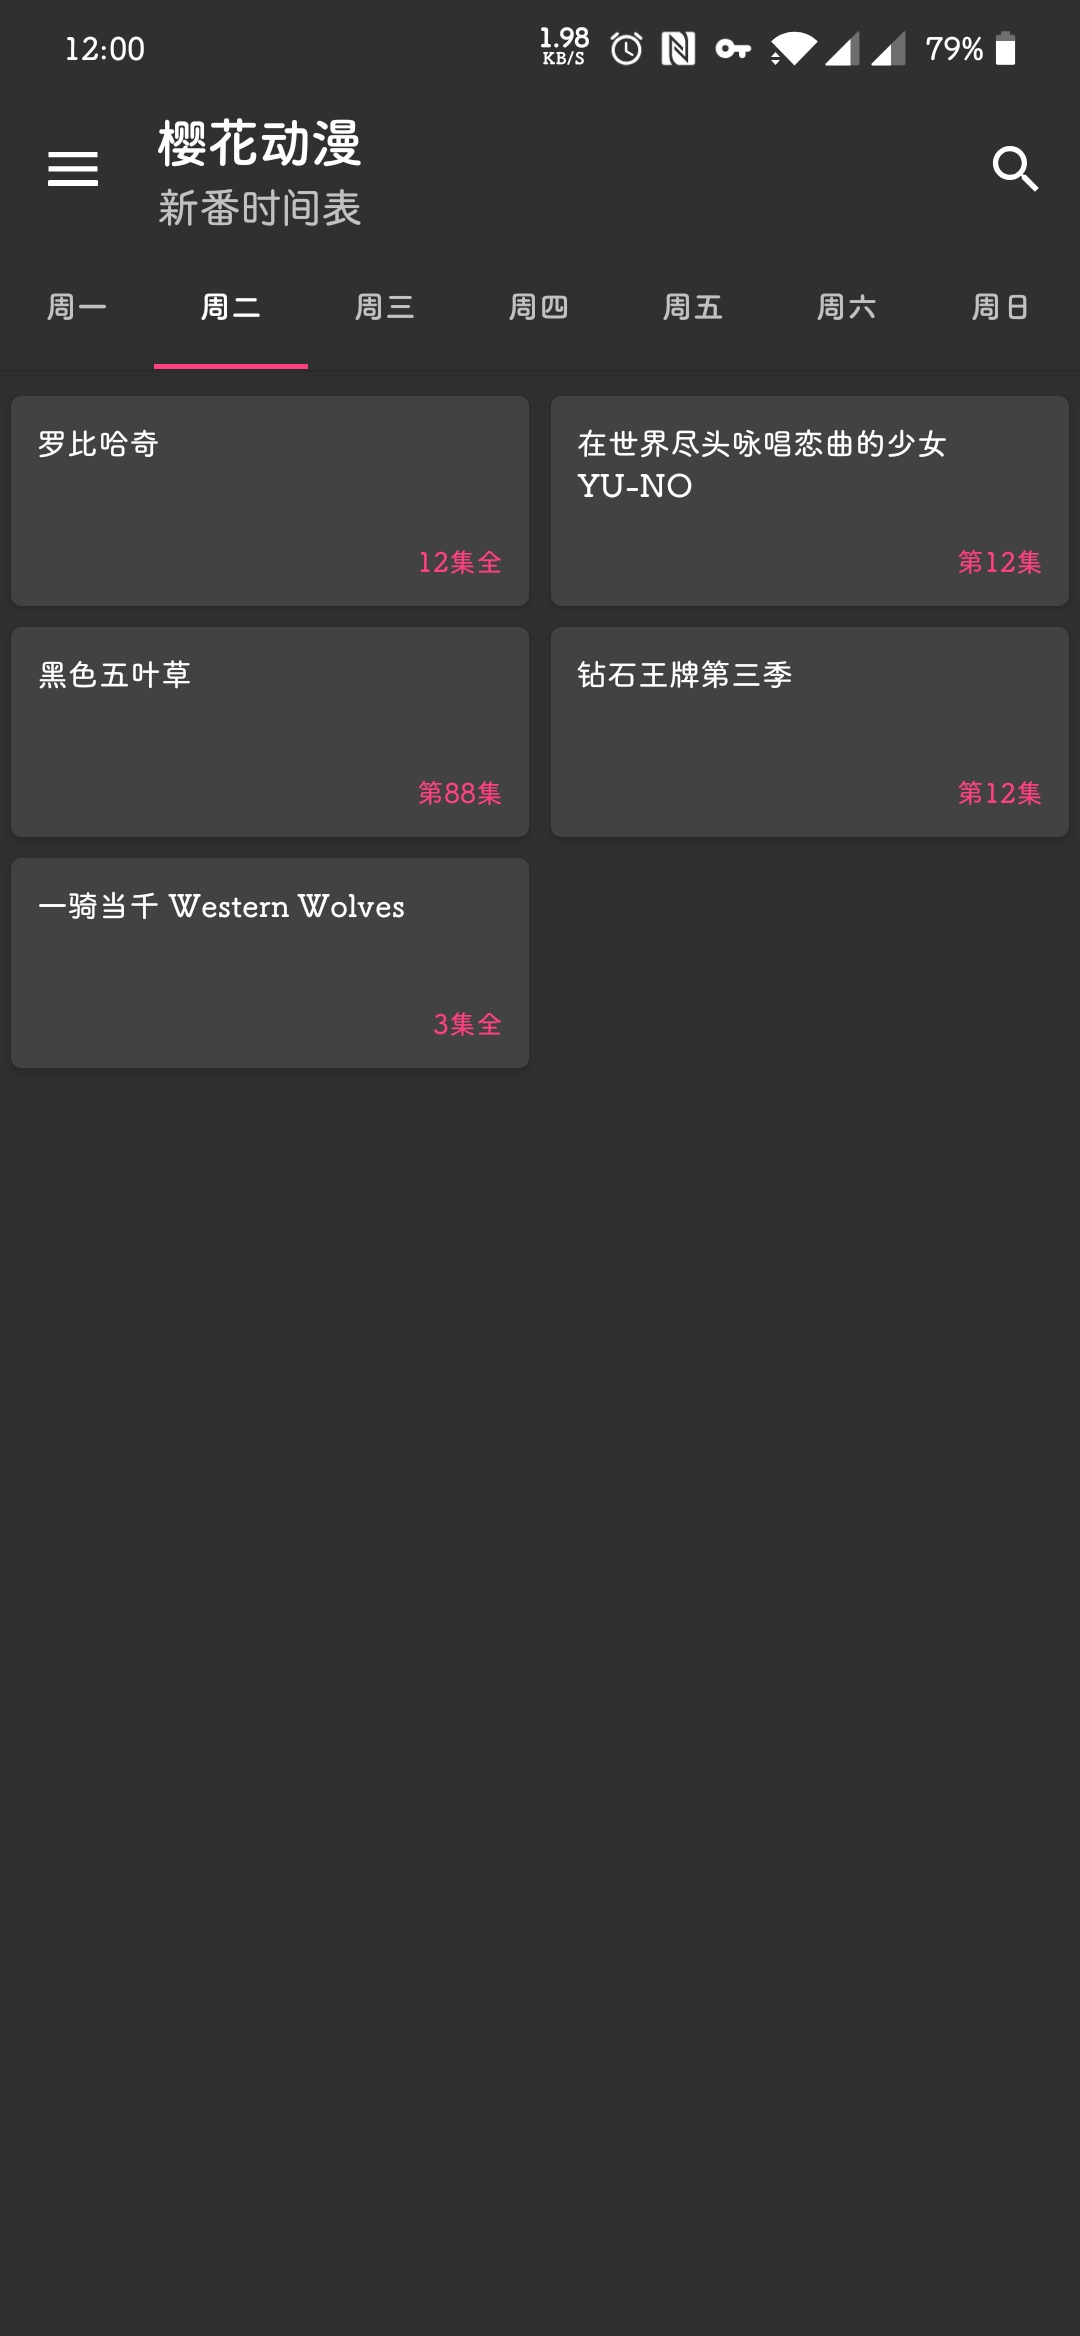 12:00
1.98
KB/S
79%
樱花动漫
新番时间表
周一 周二 周三 周四 周五 周六 周日
罗比哈奇
12集全
在世界尽头咏唱恋曲的少女
YU-NO
第12集
黑色五叶草
第88集
钻石王牌第三季
第12集
一骑当千 Western Wolves
3集全